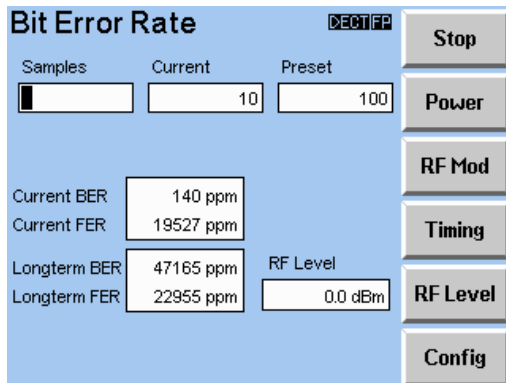 Bit Error Rate
DECT FP
Samples Current Preset
10 100
Current BER 140 ppm
Current FER 19527 ppm
Longterm BER 47165 ppm
Longterm FER 22955 ppm
RF Level
0.0 dBm
Stop
Power
RF Mod
Timing
RF Level
Config